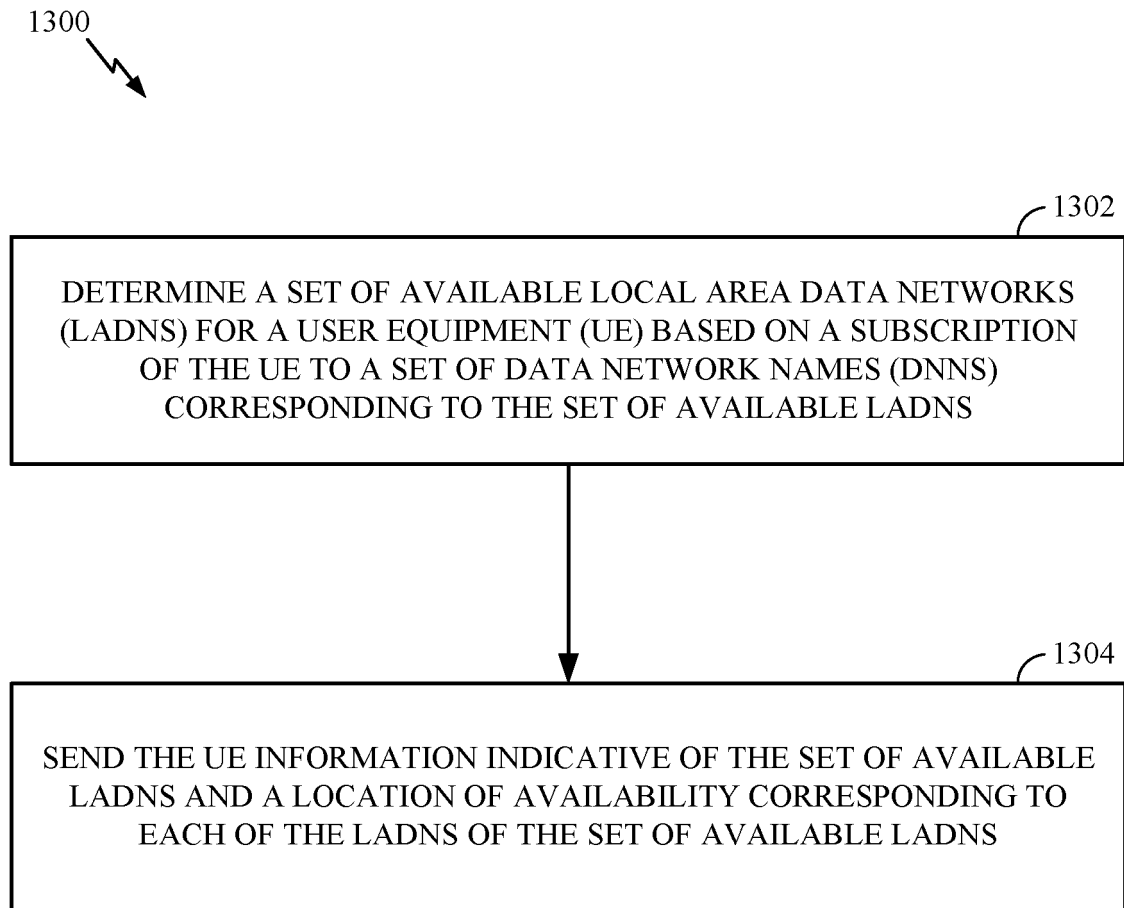 1300
1302
DETERMINE A SET OF AVAILABLE LOCAL AREA DATA NETWORKS
(LADNS) FOR A USER EQUIPMENT (UE) BASED ON A SUBSCRIPTION
OF THE UE TO A SET OF DATA NETWORK NAMES (DNNS)
CORRESPONDING TO THE SET OF AVAILABLE LADNS
1304
SEND THE UE INFORMATION INDICATIVE OF THE SET OF AVAILABLE
LADNS AND A LOCATION OF AVAILABILITY CORRESPONDING TO
EACH OF THE LADNS OF THE SET OF AVAILABLE LADNS